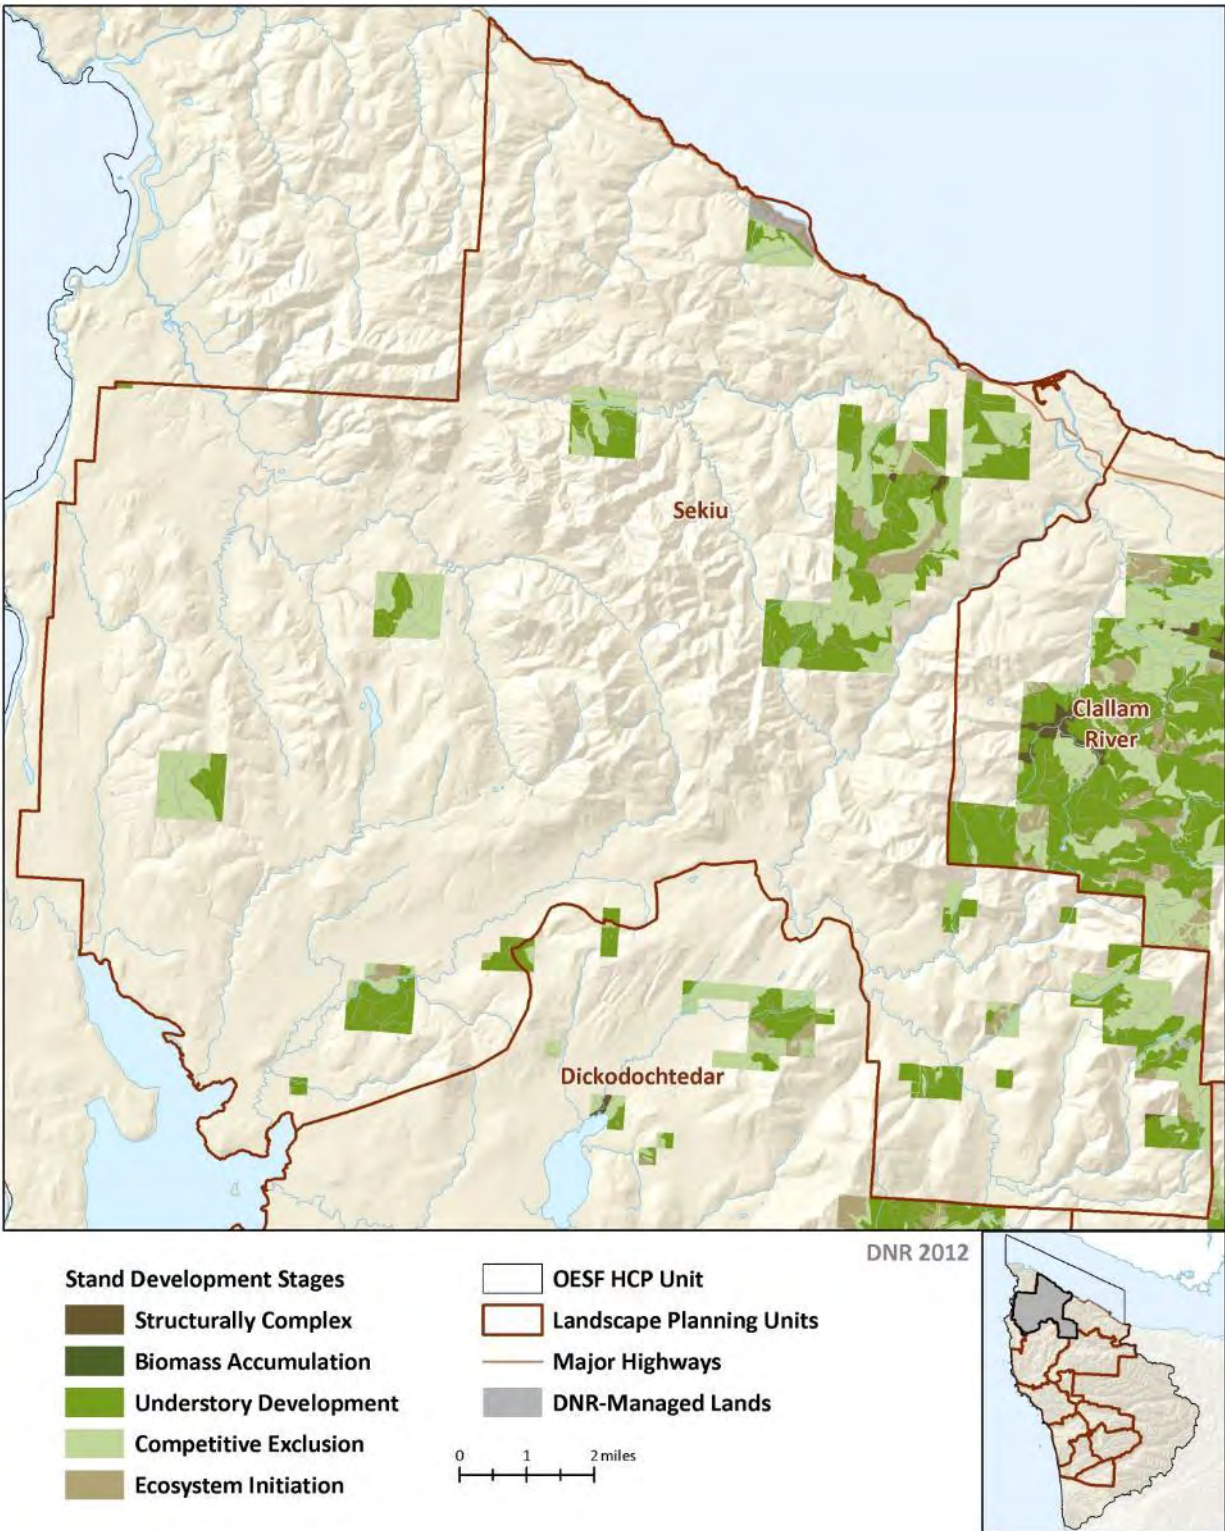 Sekiu
Clallam
River
Dickodochtedar
DNR 2012
Stand Development Stages
Structurally Complex
Biomass Accumulation
Understory Development
Competitive Exclusion
Ecosystem Initiation
OESF HCP Unit
Landscape Planning Units
Major Highways
DNR-Managed Lands
0 1 2 miles